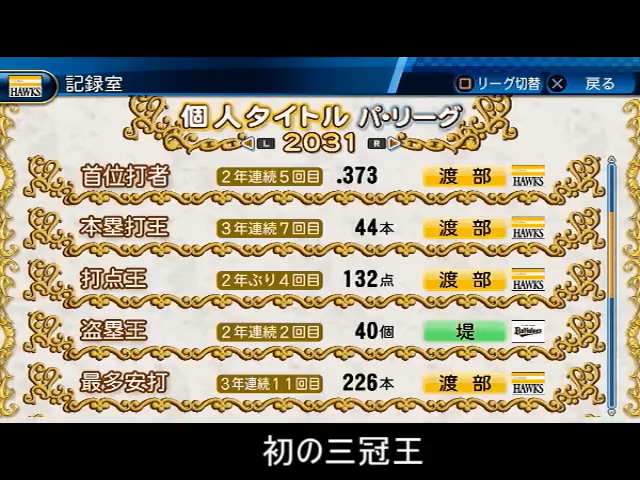 HAWKS 記録室 □ リーグ切替 × 戻る
個人タイトル パ・リーグ
L 2031 R
首位打者 2年連続5回目 .373 渡部 HAWKS
本塁打王 3年連続7回目 44本 渡部 HAWKS
打点王 2年ぶり4回目 132点 渡部 HAWKS
盗塁王 2年連続2回目 40個 堤 Buffaloes
最多安打 3年連続11回目 226本 渡部 HAWKS
初の三冠王